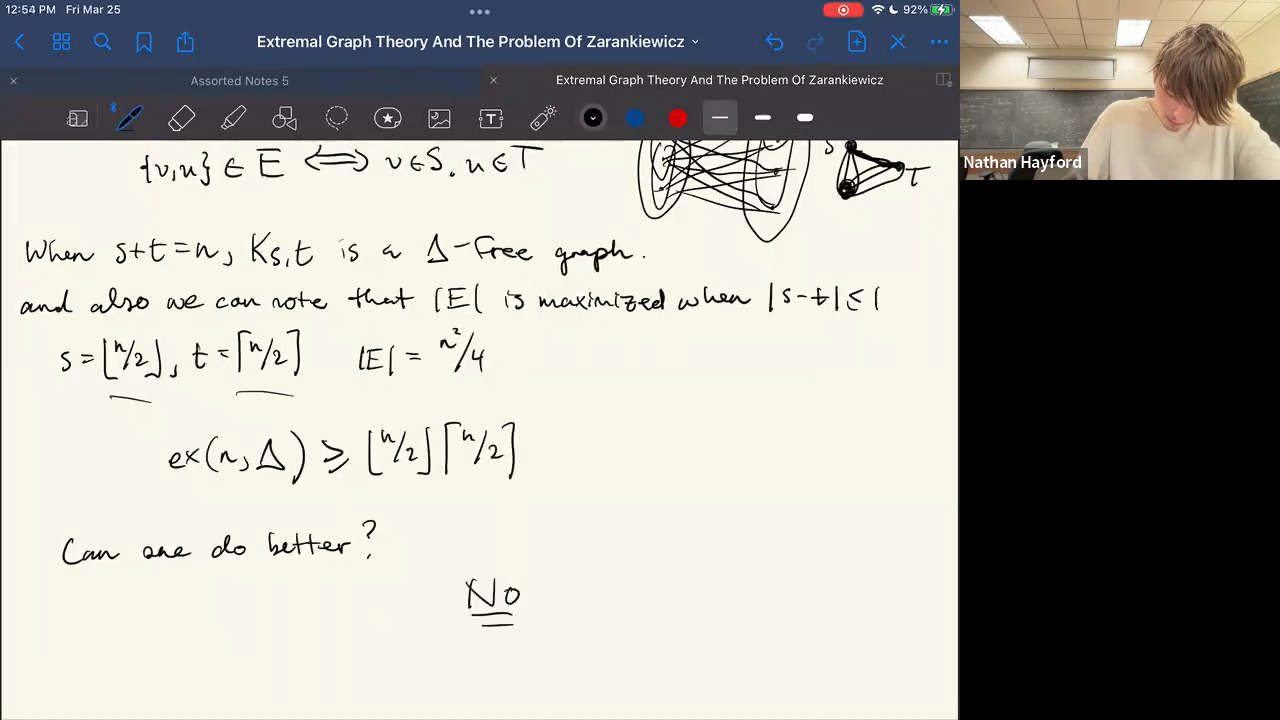 12:54 PM Fri Mar 25
92%
Extremal Graph Theory And The Problem Of Zarankiewicz
Assorted Notes 5
Extremal Graph Theory And The Problem Of Zarankiewicz
{v,u} ∈ E ⟺ v∈S, u∈T
S
T
Nathan Hayford
When s+t=n, Ks,t is a Δ-free graph.
and also we can note that |E| is maximized when |s-t|≤1
s=⌊n/2⌋, t=⌈n/2⌉ |E| = n²/4
ex(n,Δ) ≥ ⌊n/2⌋⌈n/2⌉
Can one do better?
No